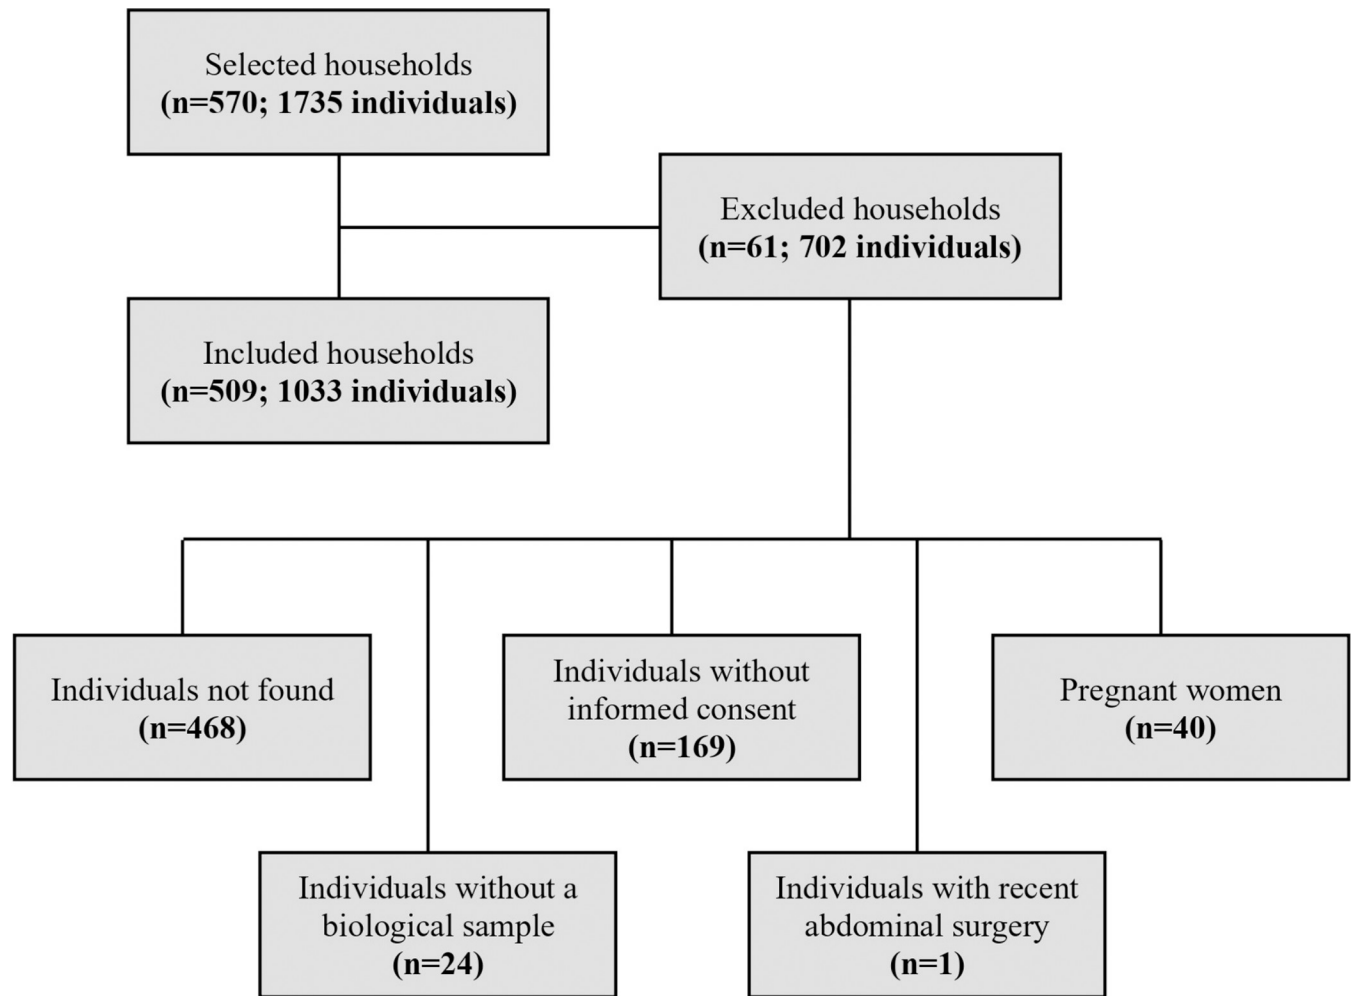 Selected households
(n=570; 1735 individuals)
Excluded households
(n=61; 702 individuals)
Included households
(n=509; 1033 individuals)
Individuals not found
(n=468)
Individuals without
informed consent
(n=169)
Pregnant women
(n=40)
Individuals without a
biological sample
(n=24)
Individuals with recent
abdominal surgery
(n=1)